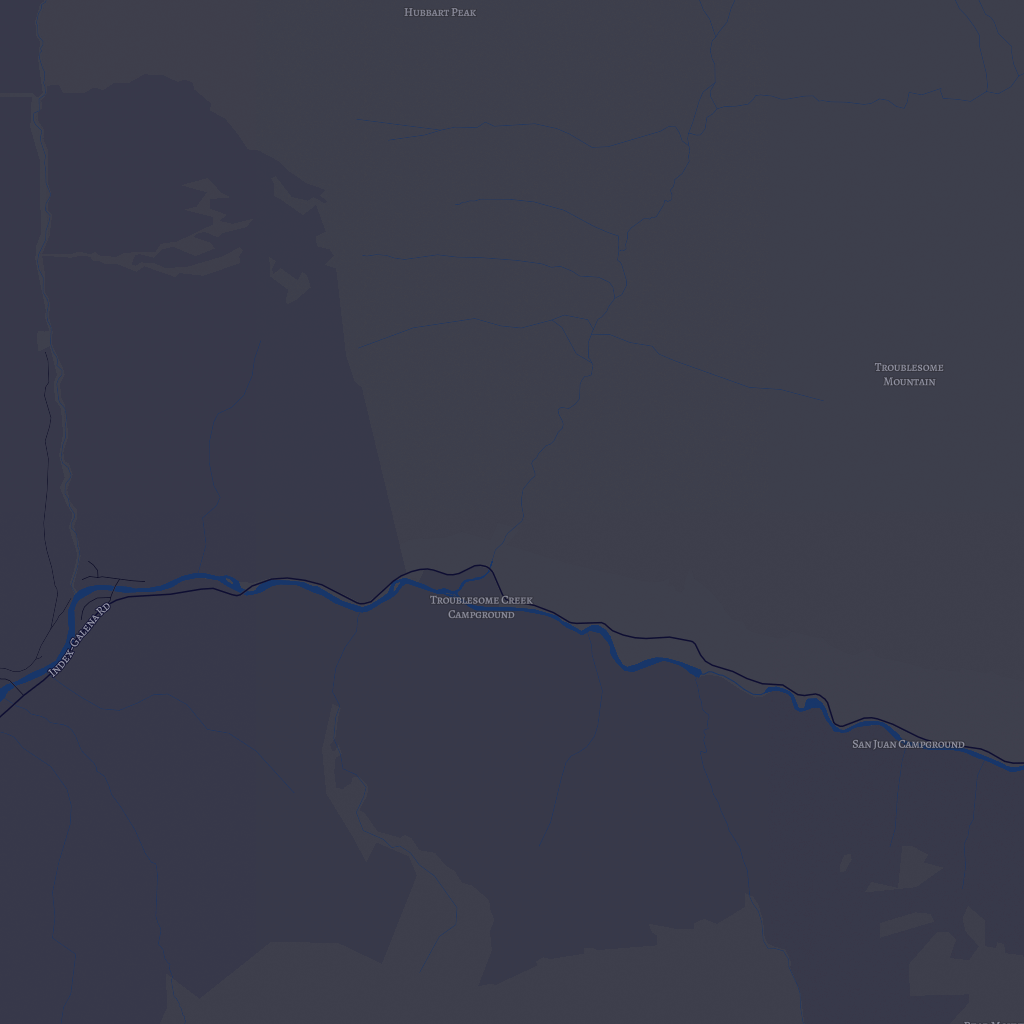 Hubbart Peak
Troublesome
Mountain
Troublesome Creek
Campground
Index-Galena Rd
San Juan Campground